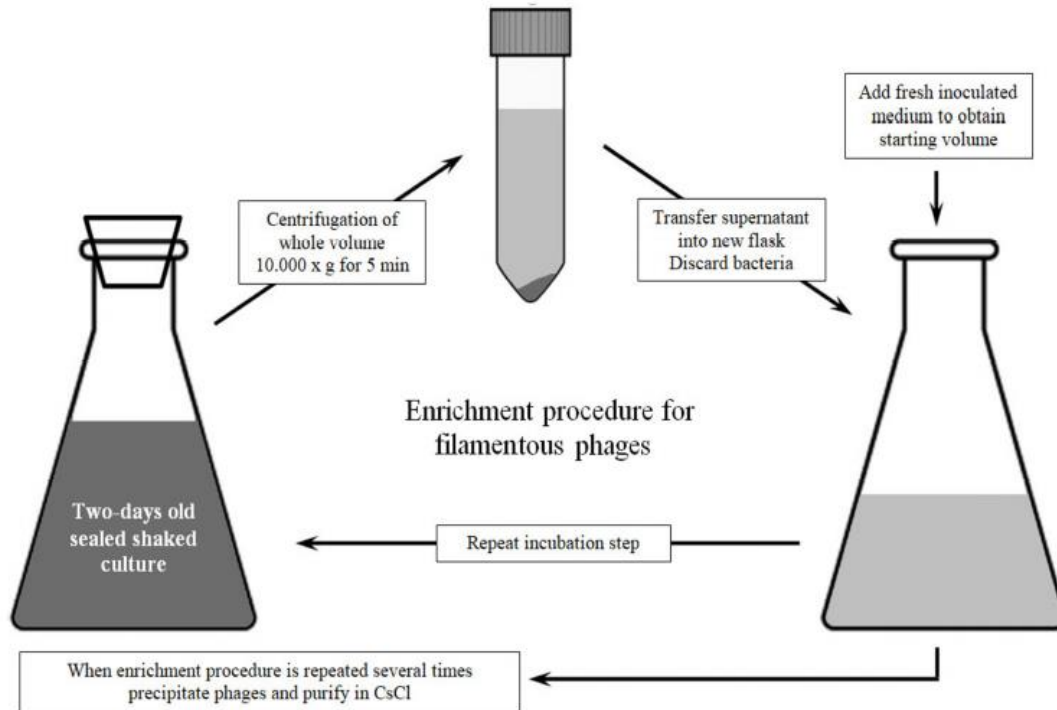 Add fresh inoculated
medium to obtain
starting volume
Centrifugation of
whole volume
10.000 x g for 5 min
Transfer supernatant
into new flask
Discard bacteria
Enrichment procedure for
filamentous phages
Two-days old
sealed shaked
culture
Repeat incubation step
When enrichment procedure is repeated several times
precipitate phages and purify in CsCl